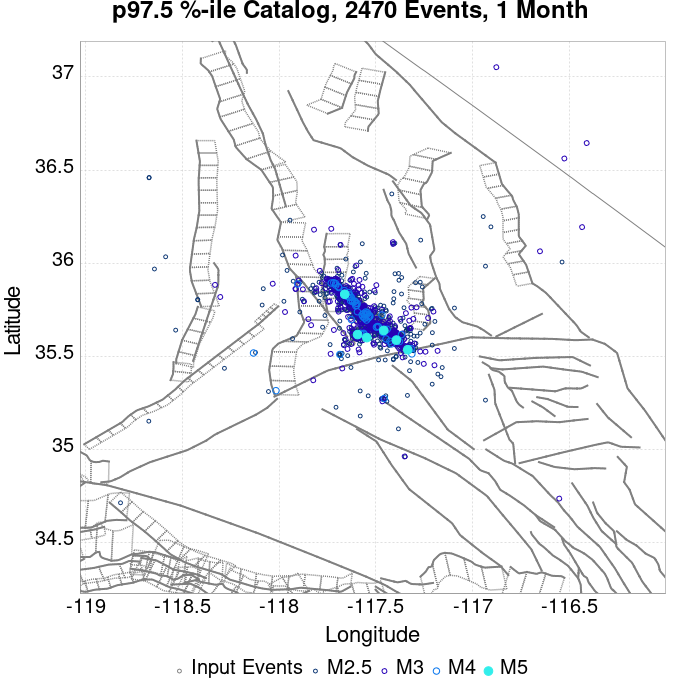 p97.5 %-ile Catalog, 2470 Events, 1 Month
37
36.5
36
35.5
35
34.5
Latitude
-119 -118.5 -118 -117.5 -117 -116.5
Longitude
Input Events M2.5 M3 M4 M5